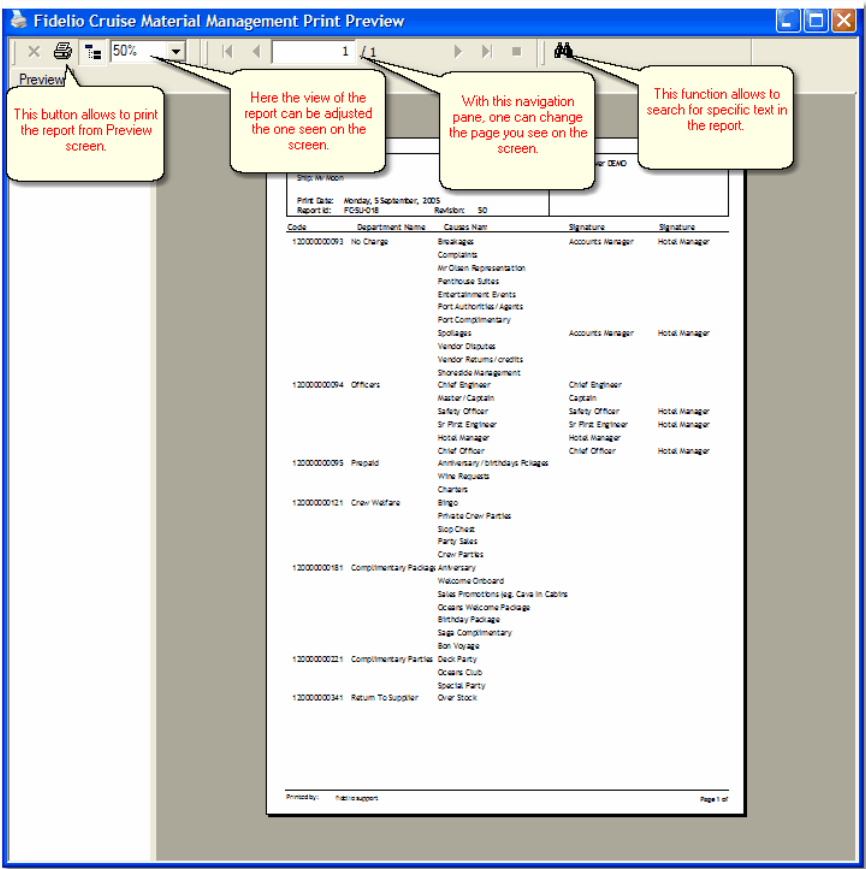 Fidelio Cruise Material Management Print Preview
50%
1 / 1
Preview
This button allows to print
the report from Preview
screen.
Here the view of the
report can be adjusted
the one seen on the
screen.
With this navigation
pane, one can change
the page you see on the
screen.
This function allows to
search for specific text in
the report.
DEMO
Ship: Mv Moon
Print Date: Monday, 5 September, 2005
Report Id: FC-SU-018 Revision: 50
Code Department Name Causes Nam Signature Signature
120000000093 No Charge Breakages Accounts Manager Hotel Manager
Complaints
Mr Olsen Representation
Penthouse Suites
Entertainment Events
Port Authorities/Agents
Port Complimentary
Spoilages Accounts Manager Hotel Manager
Vendor Disputes
Vendor Returns/credits
Shoreside Management
120000000094 Officers Chief Engineer Chief Engineer
Master/Captain Captain
Safety Officer Safety Officer Hotel Manager
Sr First Engineer Sr First Engineer Hotel Manager
Hotel Manager Hotel Manager
Chief Officer Chief Officer Hotel Manager
120000000095 Prepaid Anniversary/birthdays Pckages
Wine Requests
Charters
120000000121 Crew Welfare Bingo
Private Crew Parties
Slop Chest
Party Sales
Crew Parties
120000000181 Complimentary Packag Aniversary
Welcome Onboard
Sales Promotions (eg. Cava in Cabins
Oceans Welcome Package
Birthday Package
Saga Complimentary
Bon Voyage
120000000221 Complimentary Parties Deck Party
Oceans Club
Special Party
120000000341 Return To Supplier Over Stock
Printed by: fidelio support Page 1 of